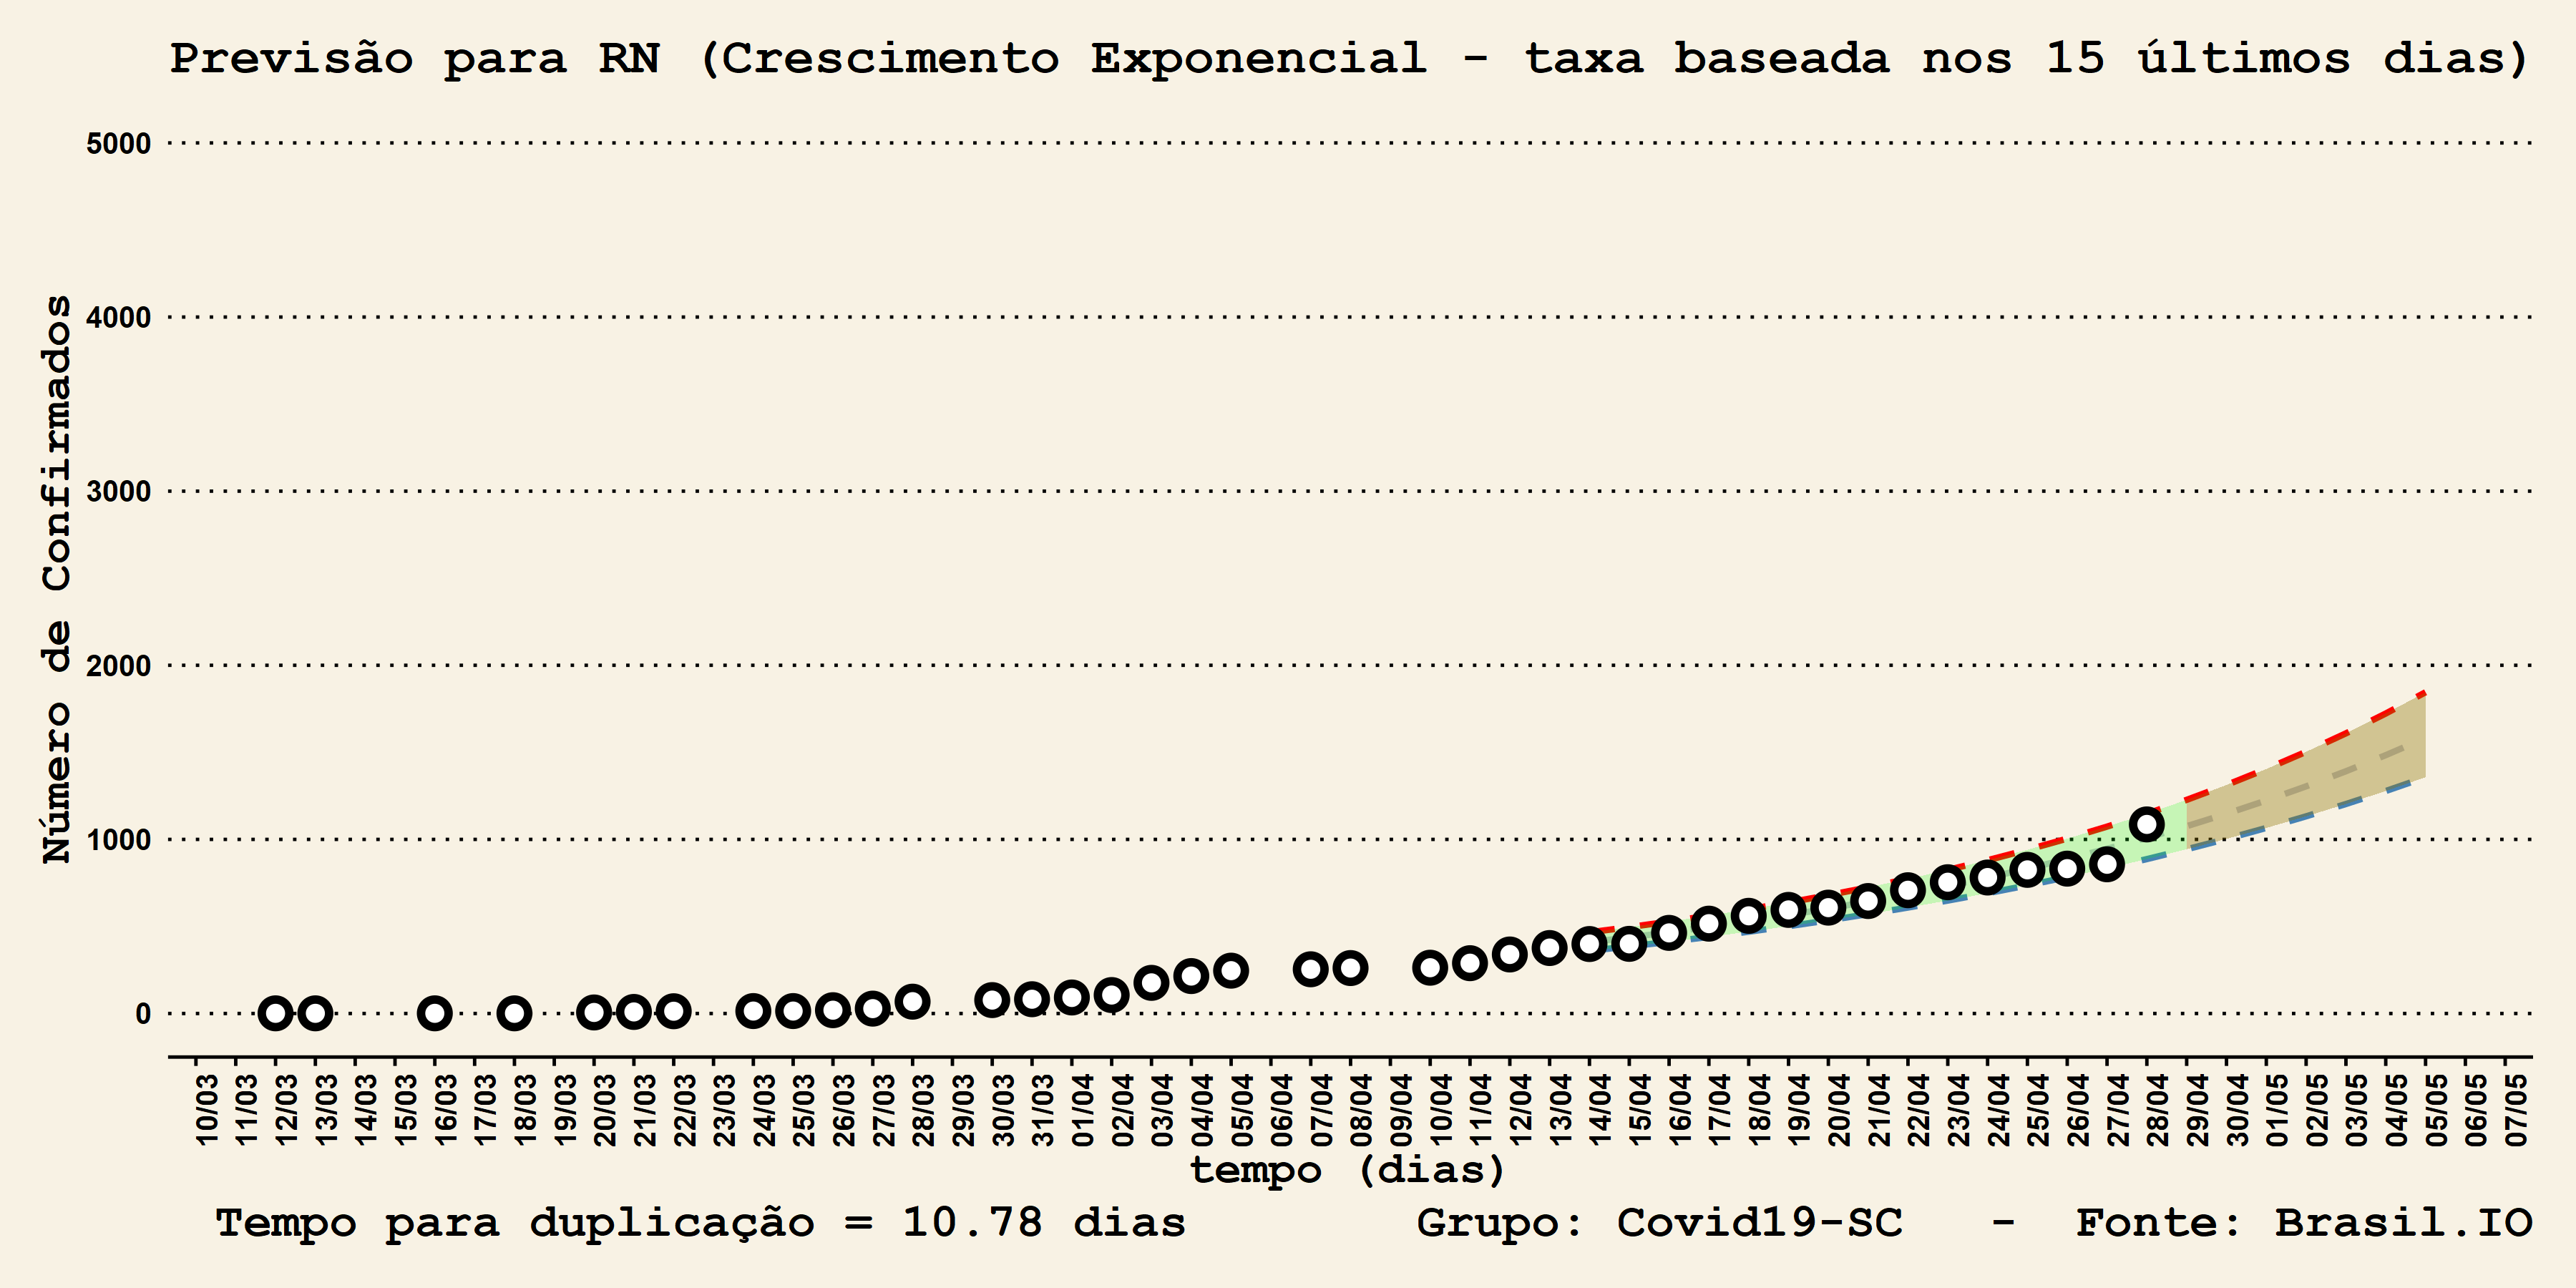 Previsão para RN (Crescimento Exponencial - taxa baseada nos 15 últimos dias)
Número de Confirmados
5000
4000
3000
2000
1000
0
10/03 11/03 12/03 13/03 14/03 15/03 16/03 17/03 18/03 19/03 20/03 21/03 22/03 23/03 24/03 25/03 26/03 27/03 28/03 29/03 30/03 31/03 01/04 02/04 03/04 04/04 05/04 06/04 07/04 08/04 09/04 10/04 11/04 12/04 13/04 14/04 15/04 16/04 17/04 18/04 19/04 20/04 21/04 22/04 23/04 24/04 25/04 26/04 27/04 28/04 29/04 30/04 01/05 02/05 03/05 04/05 05/05 06/05 07/05
tempo (dias)
Tempo para duplicação = 10.78 dias Grupo: Covid19-SC - Fonte: Brasil.IO